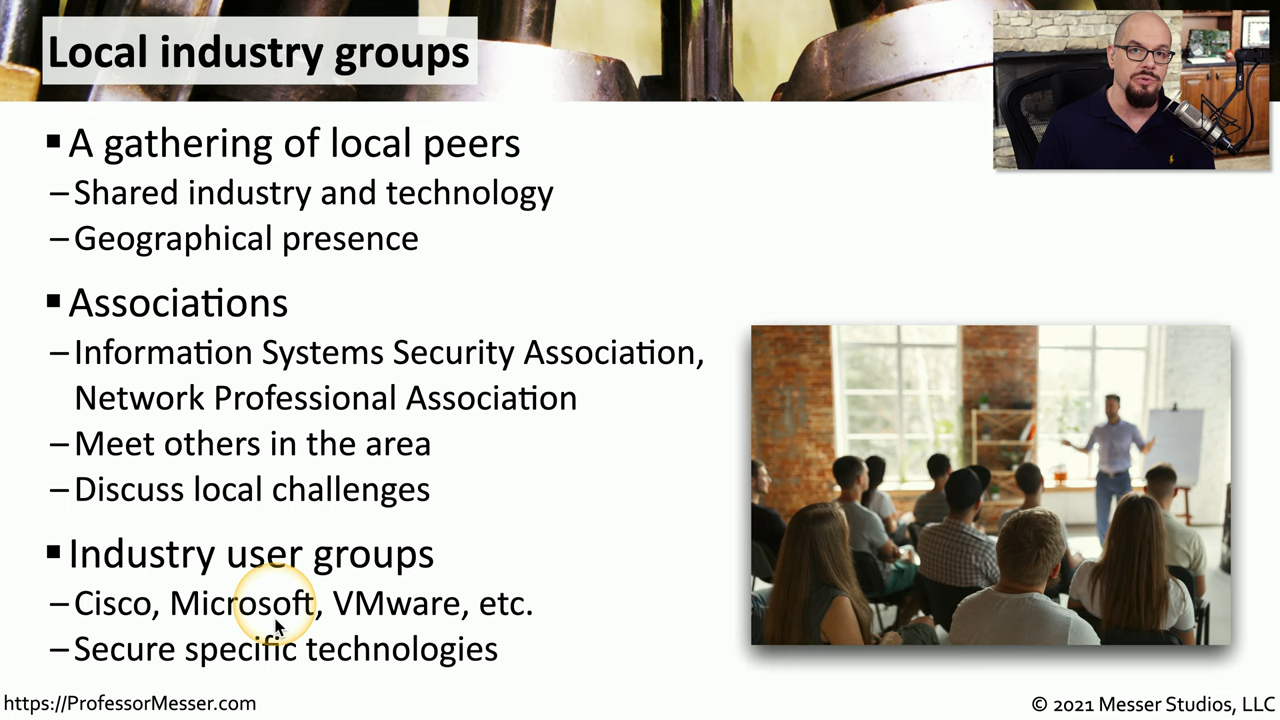 Local industry groups
▪ A gathering of local peers
– Shared industry and technology
– Geographical presence
▪ Associations
– Information Systems Security Association,
Network Professional Association
– Meet others in the area
– Discuss local challenges
▪ Industry user groups
– Cisco, Microsoft, VMware, etc.
– Secure specific technologies
https://ProfessorMesser.com
© 2021 Messer Studios, LLC